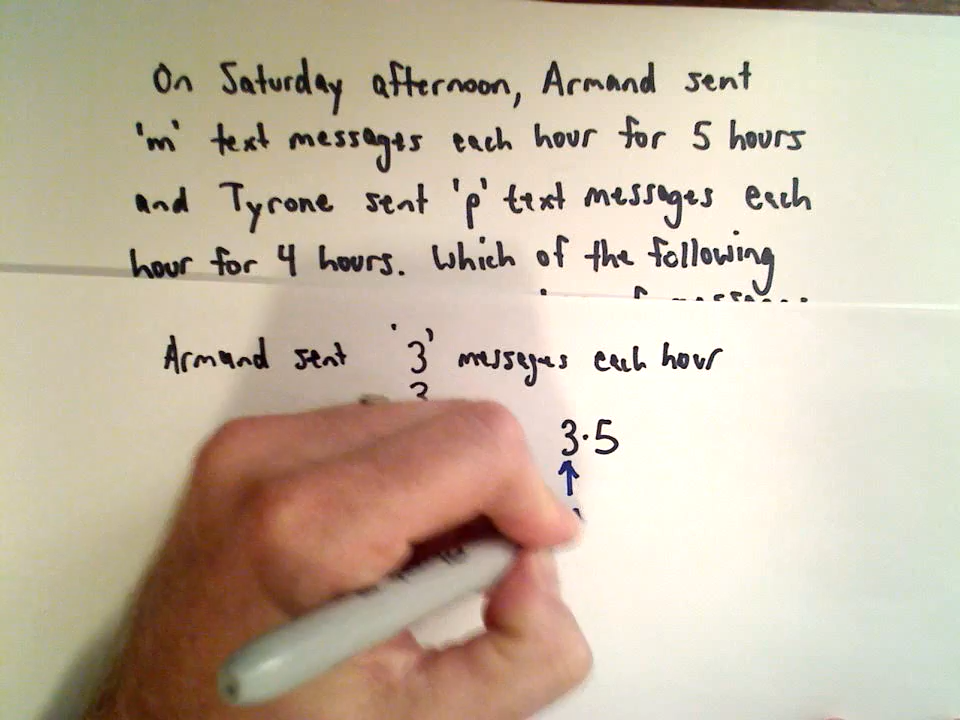 On Saturday afternoon, Armand sent
'm' text messages each hour for 5 hours
and Tyrone sent 'p' text messages each
hour for 4 hours. Which of the following
Armand sent '3' messages each hour
3
3·5